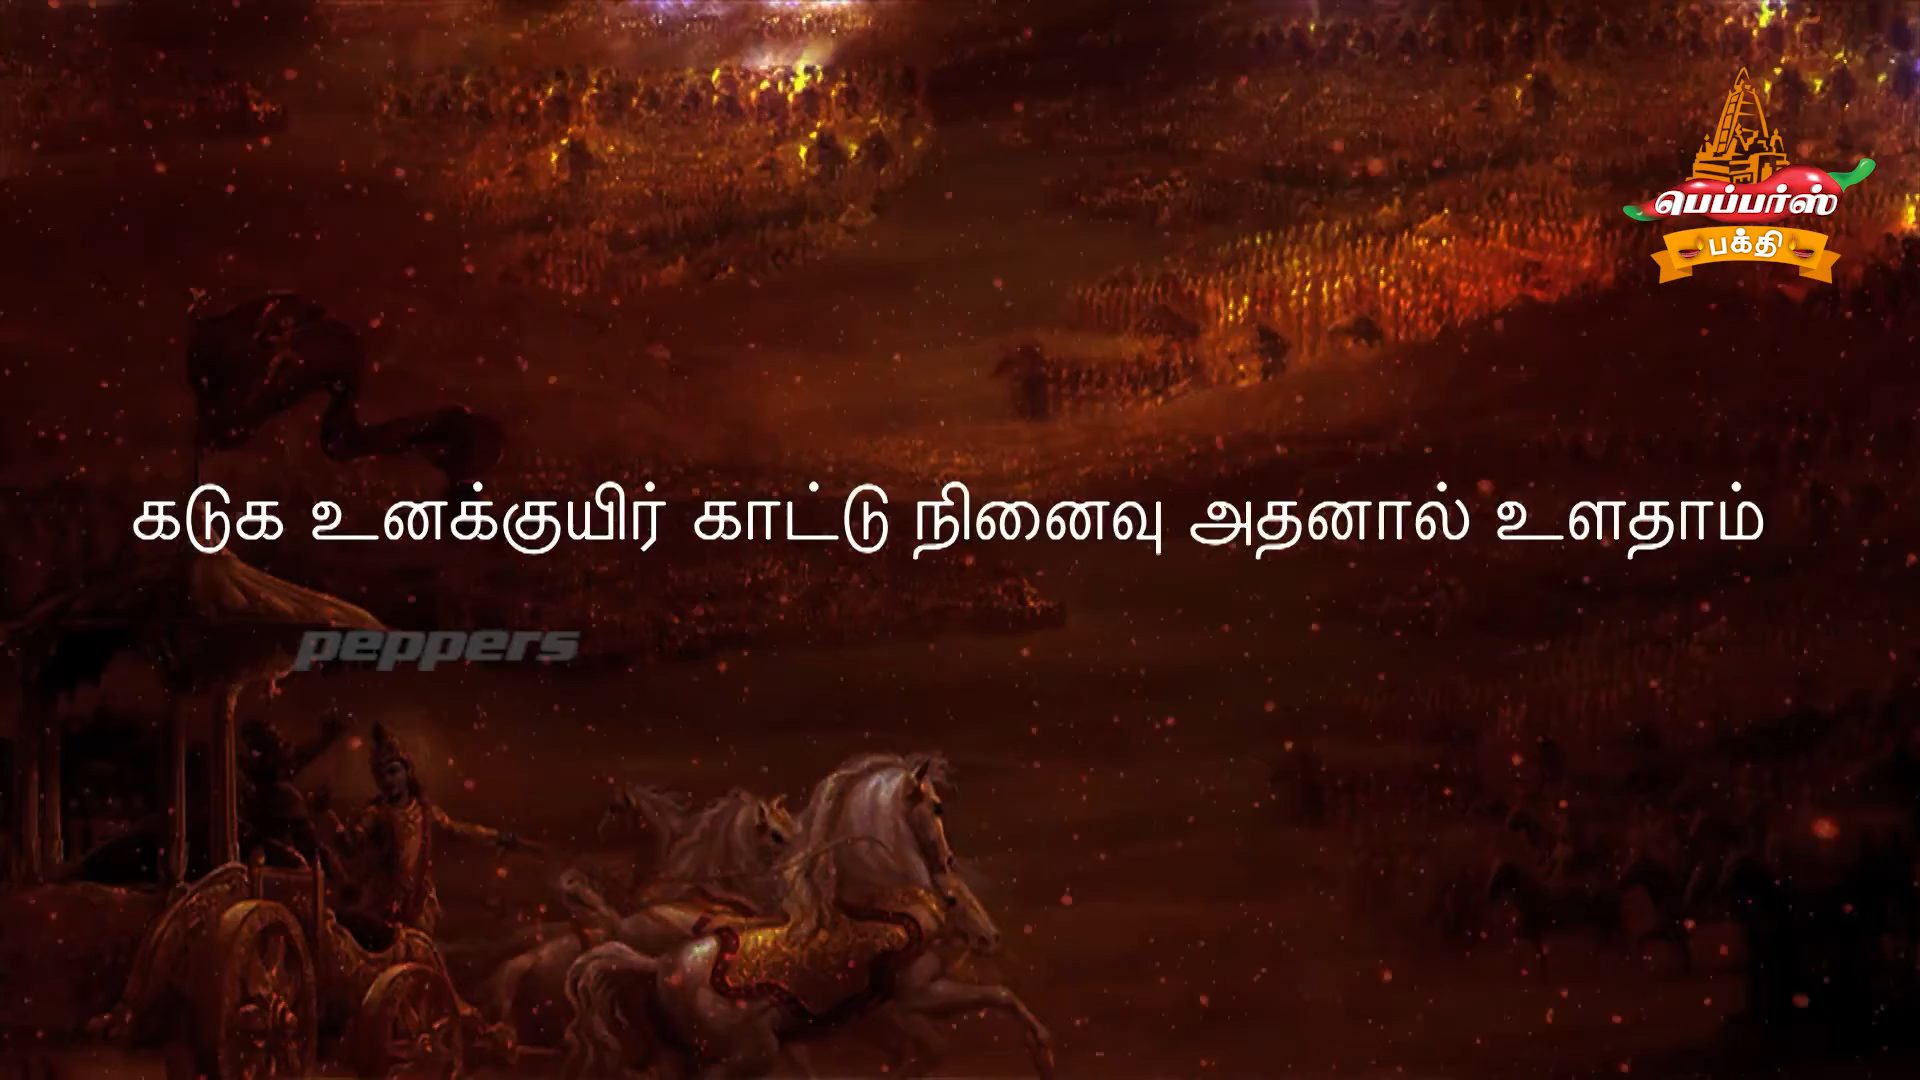 பெப்பர்ஸ்
பக்தி
கடுக உனக்குயிர் காட்டு நினைவு அதனால் உளதாம்
peppers